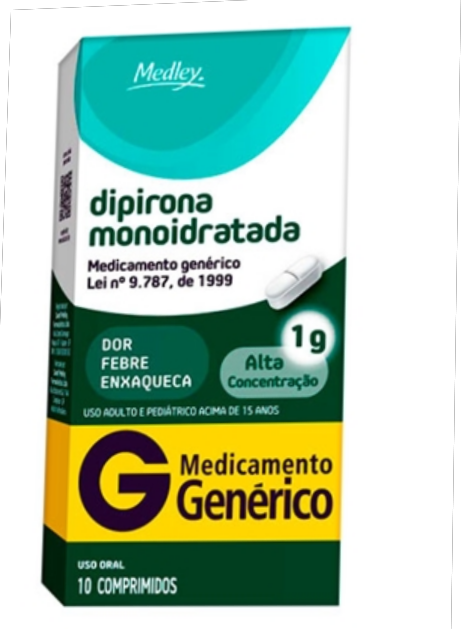 Medley.
dipirona
monoidratada
Medicamento genérico
Lei nº 9.787, de 1999
1g
Alta
Concentração
DOR
FEBRE
ENXAQUECA
USO ADULTO E PEDIÁTRICO ACIMA DE 15 ANOS
G Medicamento
Genérico
USO ORAL
10 COMPRIMIDOS